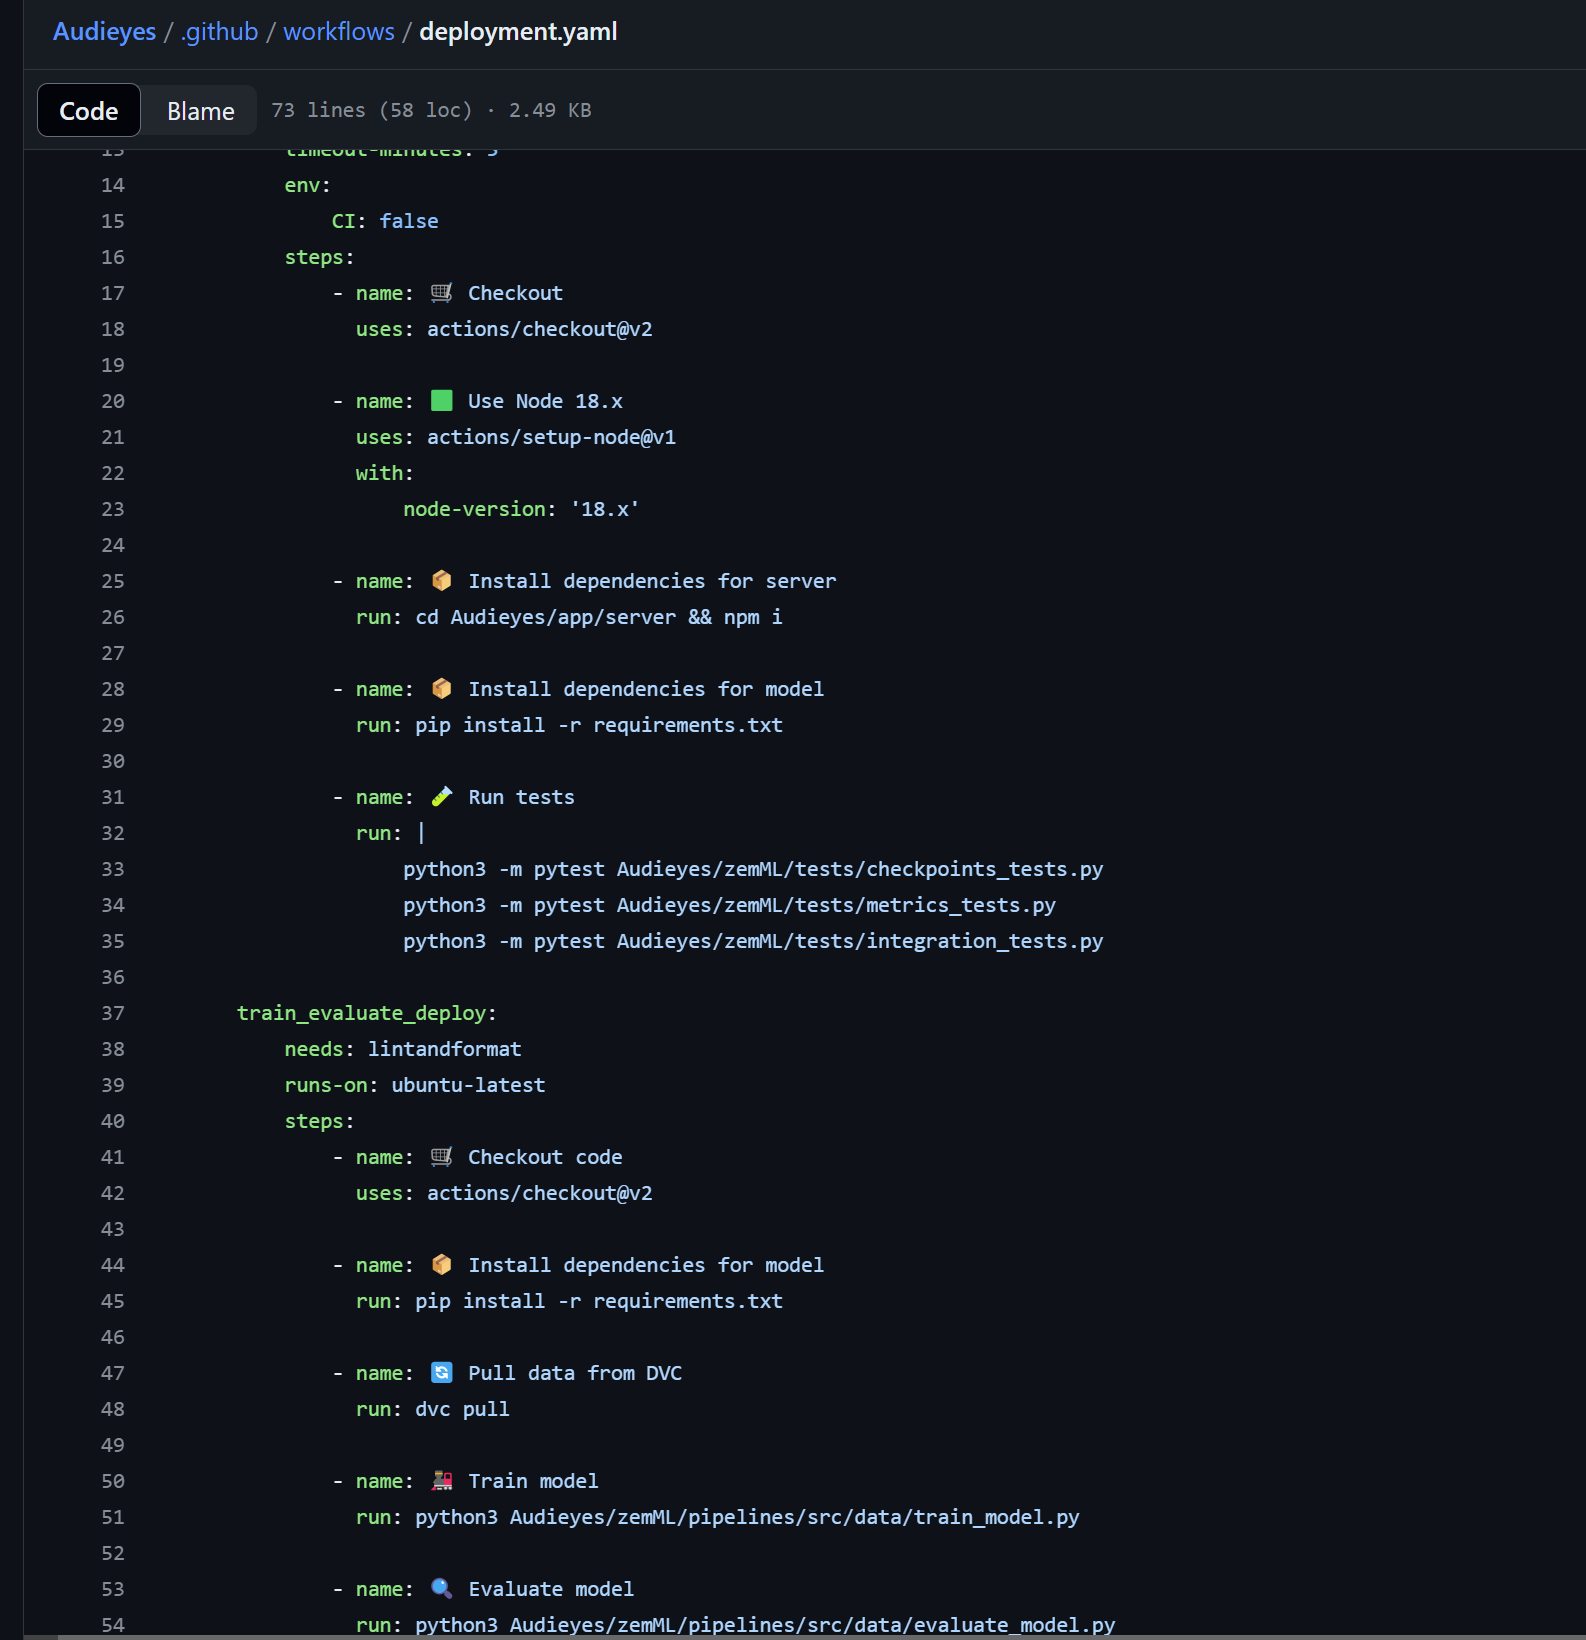 Audieyes / .github / workflows / deployment.yaml
Code Blame 73 lines (58 loc) · 2.49 KB
13 timeout-minutes: 5
14 env:
15 CI: false
16 steps:
17 - name: 🛒 Checkout
18 uses: actions/checkout@v2
19
20 - name: 🟩 Use Node 18.x
21 uses: actions/setup-node@v1
22 with:
23 node-version: '18.x'
24
25 - name: 📦 Install dependencies for server
26 run: cd Audieyes/app/server && npm i
27
28 - name: 📦 Install dependencies for model
29 run: pip install -r requirements.txt
30
31 - name: 🧪 Run tests
32 run: |
33 python3 -m pytest Audieyes/zemML/tests/checkpoints_tests.py
34 python3 -m pytest Audieyes/zemML/tests/metrics_tests.py
35 python3 -m pytest Audieyes/zemML/tests/integration_tests.py
36
37 train_evaluate_deploy:
38 needs: lintandformat
39 runs-on: ubuntu-latest
40 steps:
41 - name: 🛒 Checkout code
42 uses: actions/checkout@v2
43
44 - name: 📦 Install dependencies for model
45 run: pip install -r requirements.txt
46
47 - name: 🔄 Pull data from DVC
48 run: dvc pull
49
50 - name: 🚂 Train model
51 run: python3 Audieyes/zemML/pipelines/src/data/train_model.py
52
53 - name: 🔍 Evaluate model
54 run: python3 Audieyes/zemML/pipelines/src/data/evaluate_model.py